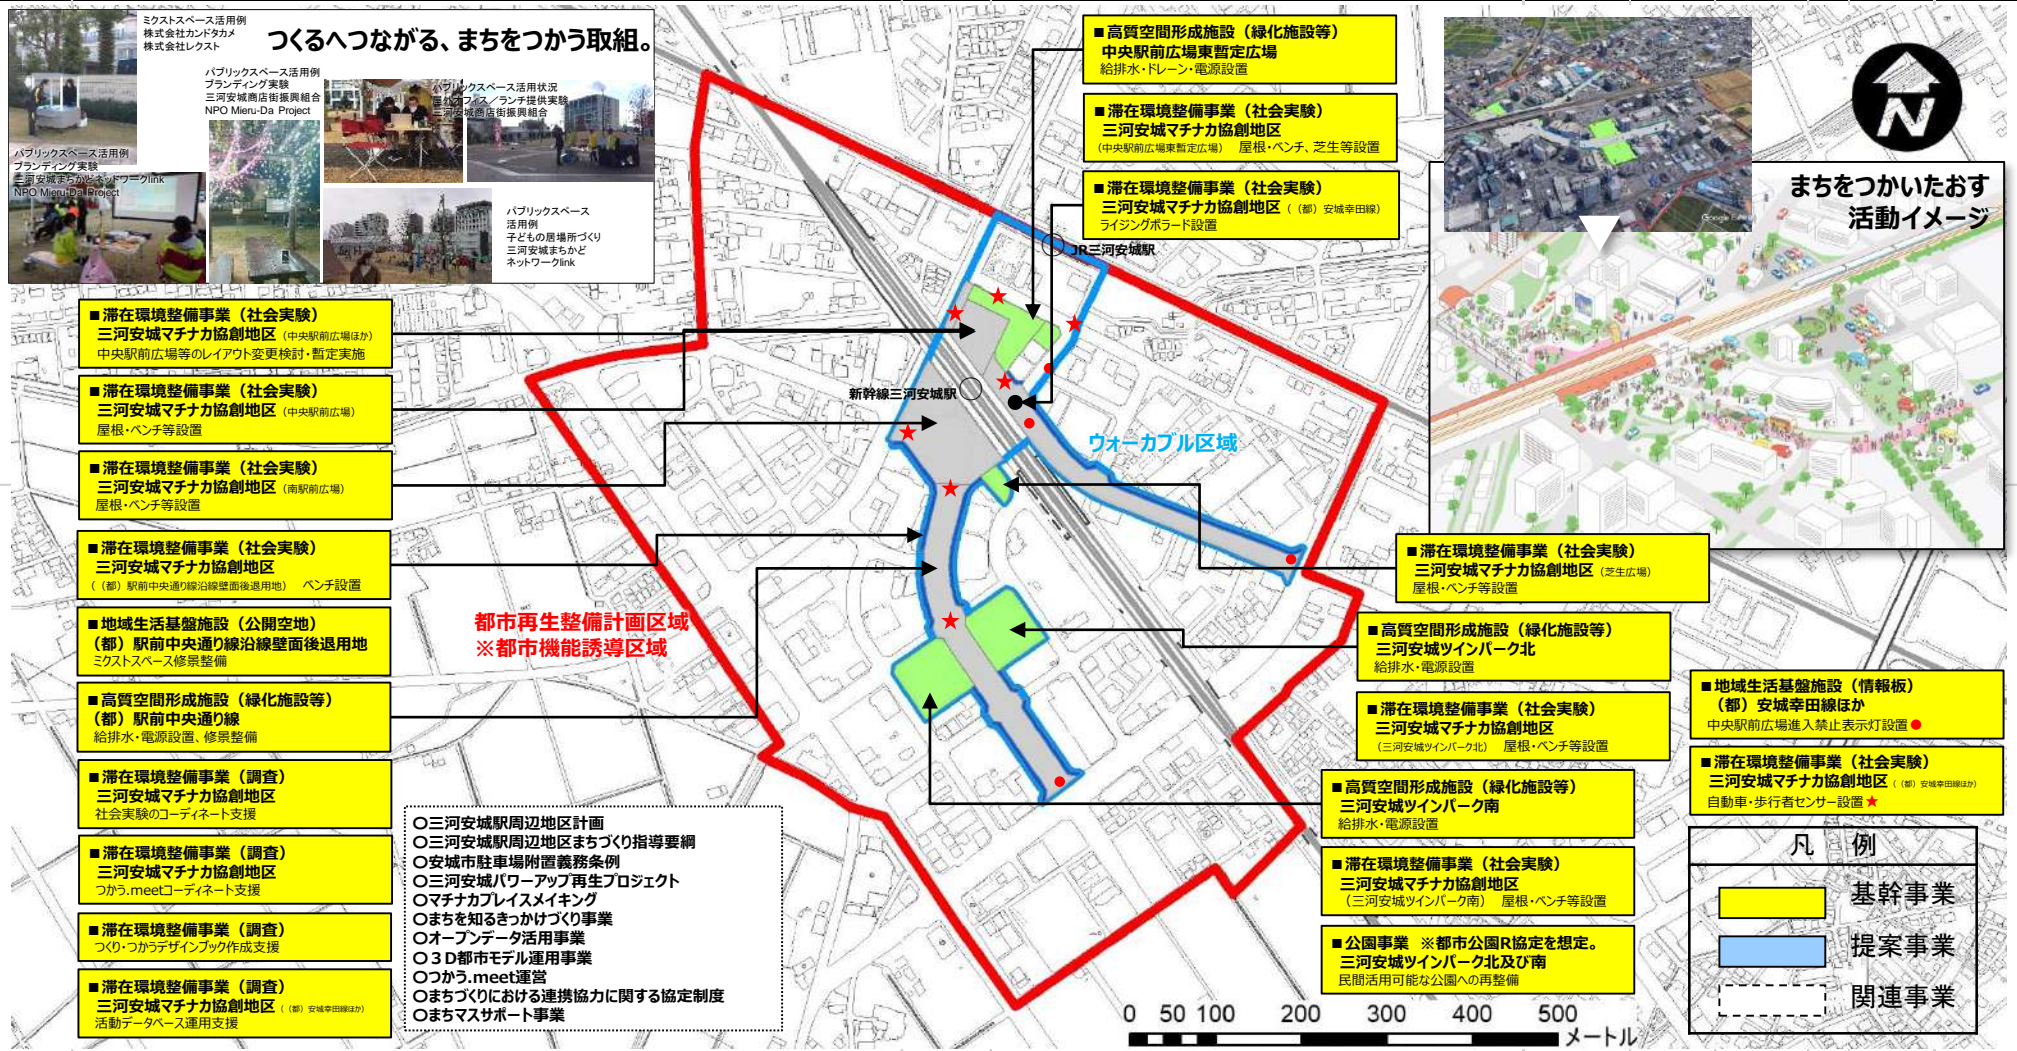 ミクストスペース活用例
株式会社カンドタカメ
株式会社レクスト
つくるへつながる、まちをつかう取組。
パブリックスペース活用例
ブランディング実験
三河安城商店街振興組合
NPO Mieru-Da Project
パブリックスペース活用状況
屋外オフィス／ランチ提供実験
三河安城商店街振興組合
パブリックスペース活用例
ブランディング実験
三河安城まちかどネットワークlink
NPO Mieru-Da Project
パブリックスペース
活用例
子どもの居場所づくり
三河安城まちかど
ネットワークlink
■高質空間形成施設（緑化施設等）
中央駅前広場東暫定広場
給排水・ドレーン・電源設置
■滞在環境整備事業（社会実験）
三河安城マチナカ協創地区
（中央駅前広場東暫定広場） 屋根・ベンチ、芝生等設置
■滞在環境整備事業（社会実験）
三河安城マチナカ協創地区（（都）安城幸田線）
ライジングボラード設置
N
Google Earth
まちをつかいたおす
活動イメージ
JR三河安城駅
新幹線三河安城駅
ウォーカブル区域
都市再生整備計画区域
※都市機能誘導区域
■滞在環境整備事業（社会実験）
三河安城マチナカ協創地区（中央駅前広場ほか）
中央駅前広場等のレイアウト変更検討・暫定実施
■滞在環境整備事業（社会実験）
三河安城マチナカ協創地区（中央駅前広場）
屋根・ベンチ等設置
■滞在環境整備事業（社会実験）
三河安城マチナカ協創地区（南駅前広場）
屋根・ベンチ等設置
■滞在環境整備事業（社会実験）
三河安城マチナカ協創地区
（（都）駅前中央通り線沿線壁面後退用地） ベンチ設置
■地域生活基盤施設（公開空地）
（都）駅前中央通り線沿線壁面後退用地
ミクストスペース修景整備
■高質空間形成施設（緑化施設等）
（都）駅前中央通り線
給排水・電源設置、修景整備
■滞在環境整備事業（調査）
三河安城マチナカ協創地区
社会実験のコーディネート支援
■滞在環境整備事業（調査）
三河安城マチナカ協創地区
つかう.meetコーディネート支援
■滞在環境整備事業（調査）
つくり・つかうデザインブック作成支援
■滞在環境整備事業（調査）
三河安城マチナカ協創地区（（都）安城幸田線ほか）
活動データベース運用支援
〇三河安城駅周辺地区計画
〇三河安城駅周辺地区まちづくり指導要綱
〇安城市駐車場附置義務条例
〇三河安城パワーアップ再生プロジェクト
〇マチナカプレイスメイキング
〇まちを知るきっかけづくり事業
〇オープンデータ活用事業
〇３D都市モデル運用事業
〇つかう.meet運営
〇まちづくりにおける連携協力に関する協定制度
〇まちマスサポート事業
■滞在環境整備事業（社会実験）
三河安城マチナカ協創地区（芝生広場）
屋根・ベンチ等設置
■高質空間形成施設（緑化施設等）
三河安城ツインパーク北
給排水・電源設置
■滞在環境整備事業（社会実験）
三河安城マチナカ協創地区
（三河安城ツインパーク北） 屋根・ベンチ等設置
■高質空間形成施設（緑化施設等）
三河安城ツインパーク南
給排水・電源設置
■滞在環境整備事業（社会実験）
三河安城マチナカ協創地区
（三河安城ツインパーク南） 屋根・ベンチ等設置
■公園事業 ※都市公園R協定を想定。
三河安城ツインパーク北及び南
民間活用可能な公園への再整備
■地域生活基盤施設（情報板）
（都）安城幸田線ほか
中央駅前広場進入禁止表示灯設置●
■滞在環境整備事業（社会実験）
三河安城マチナカ協創地区（（都）安城幸田線ほか）
自動車・歩行者センサー設置★
凡 例
基幹事業
提案事業
関連事業
0 50 100 200 300 400 500
メートル